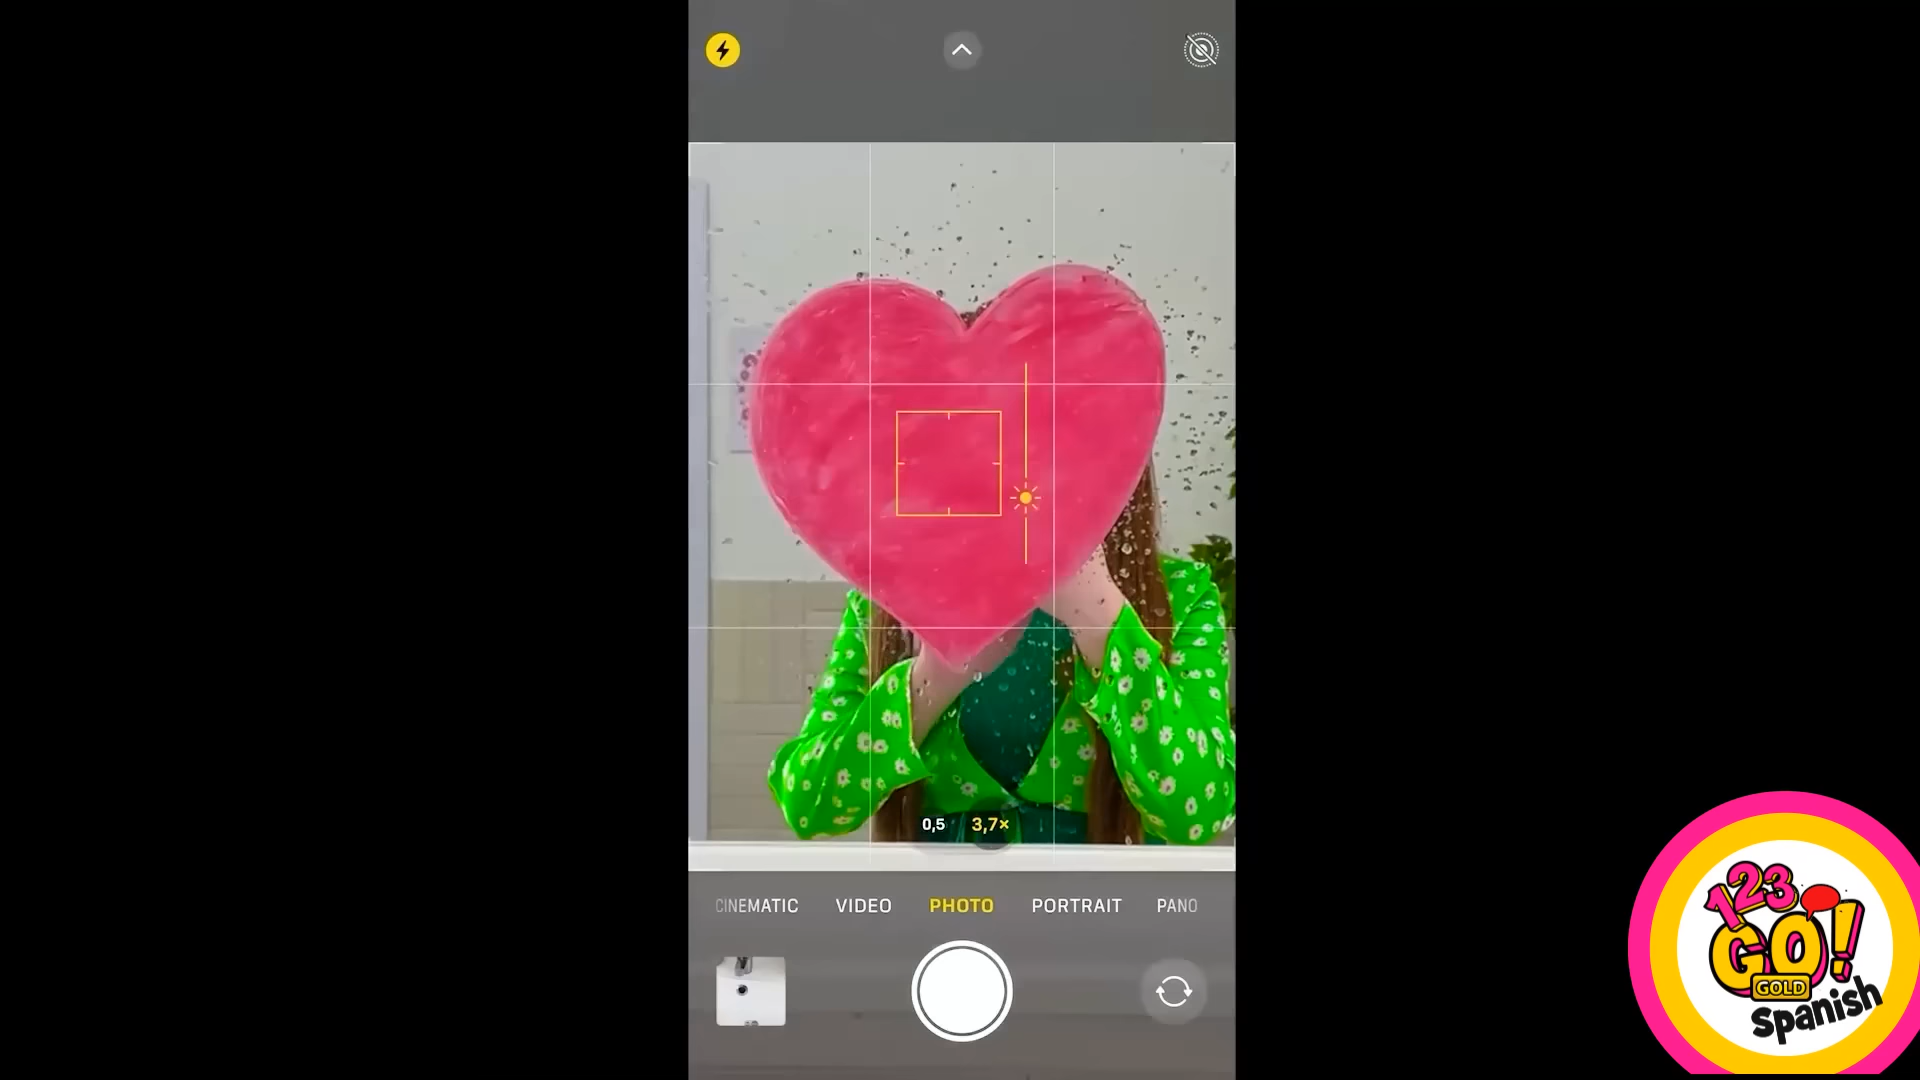 0,5 3,7×
CINEMATIC VIDEO PHOTO PORTRAIT PANO
123
GO!
GOLD
Spanish